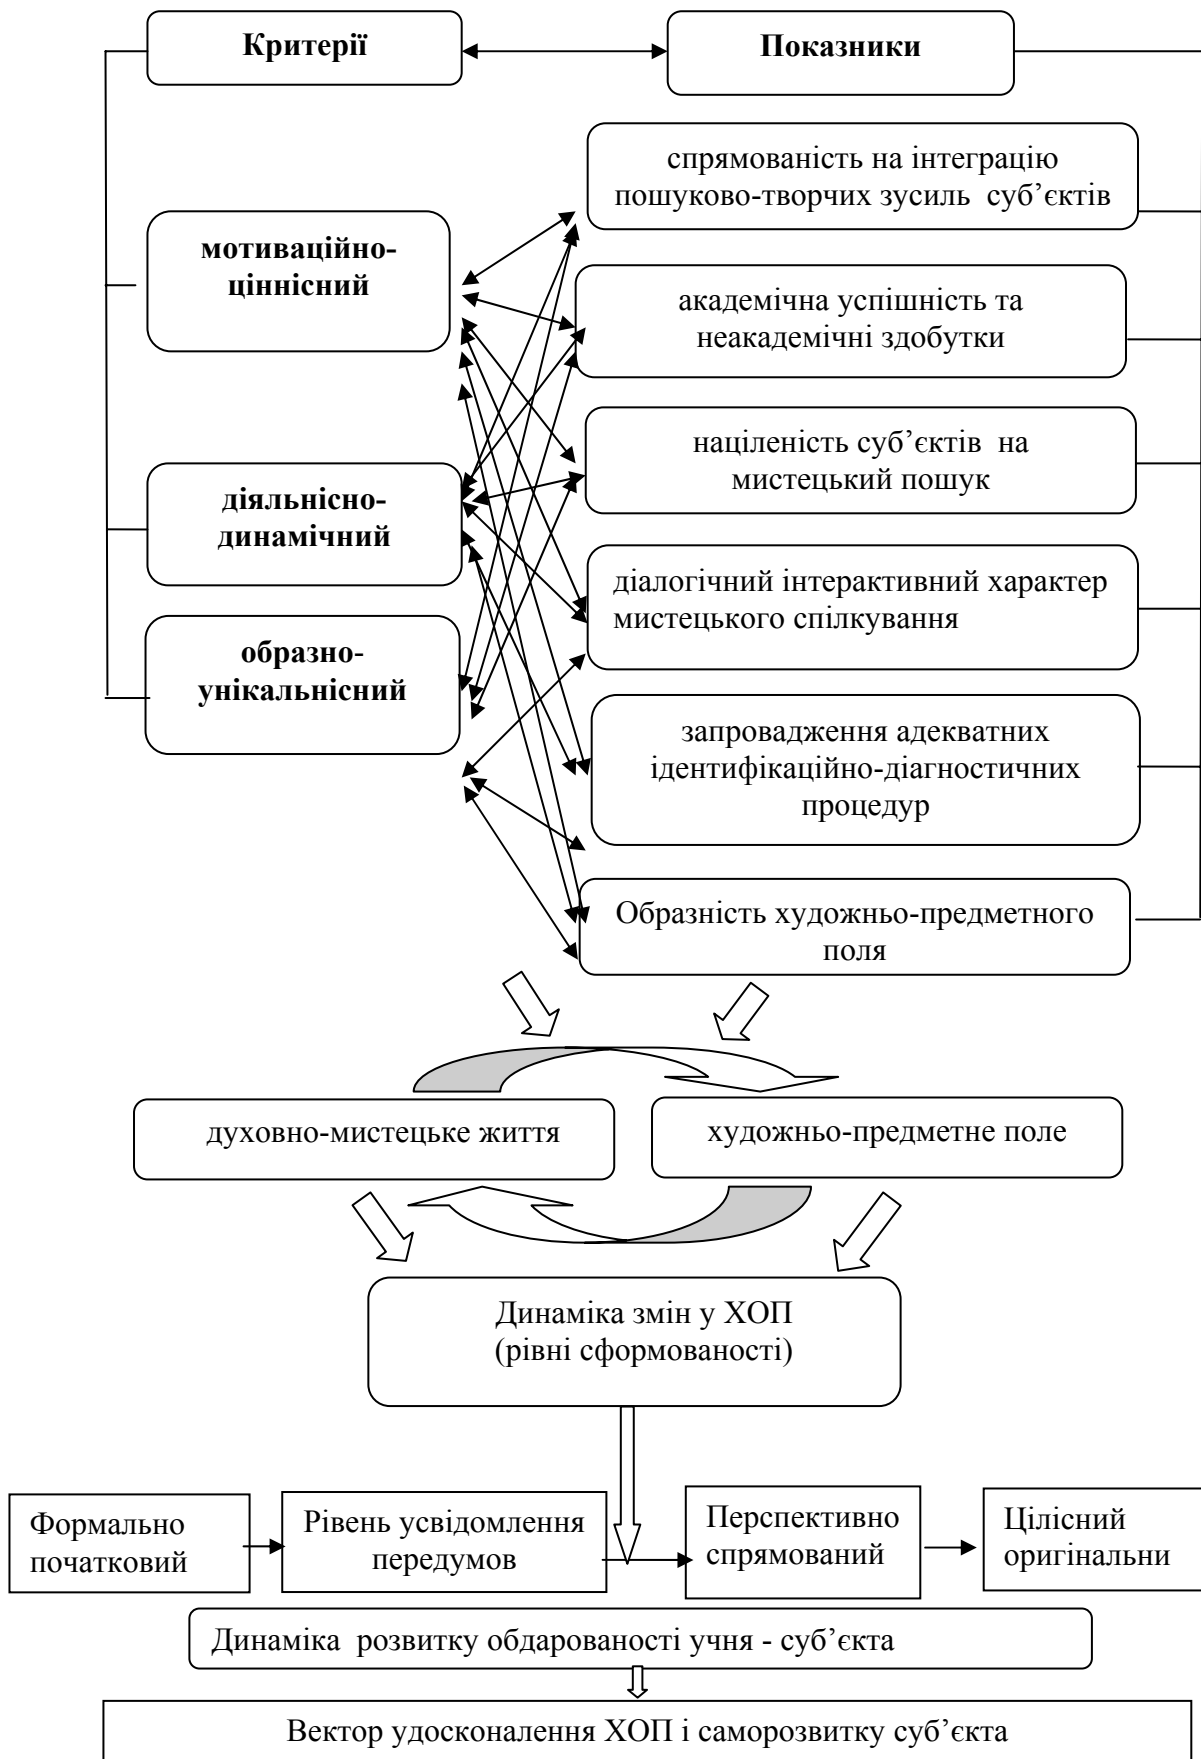 Критерії
Показники
спрямованість на інтеграцію
пошуково-творчих зусиль суб’єктів
мотиваційно-
ціннісний
академічна успішність та
неакадемічні здобутки
націленість суб’єктів на
мистецький пошук
діяльнісно-
динамічний
діалогічний інтерактивний характер
мистецького спілкування
образно-
унікальнісний
запровадження адекватних
ідентифікаційно-діагностичних
процедур
Образність художньо-предметного
поля
духовно-мистецьке життя
художньо-предметне поле
Динаміка змін у ХОП
(рівні сформованості)
Формально
початковий
Рівень усвідомлення
передумов
Перспективно
спрямований
Цілісний
оригінальни
Динаміка розвитку обдарованості учня - суб’єкта
Вектор удосконалення ХОП і саморозвитку суб’єкта